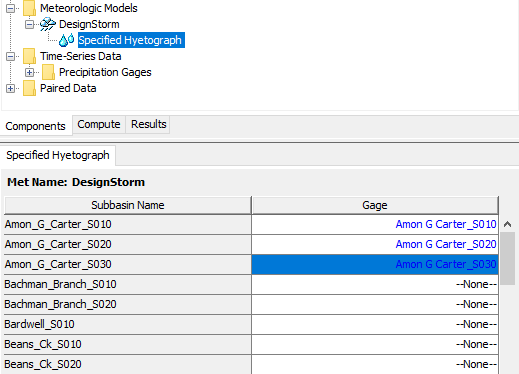 Meteorologic Models
DesignStorm
Specified Hyetograph
Time-Series Data
Precipitation Gages
Paired Data
Components Compute Results
Specified Hyetograph
Met Name: DesignStorm
Subbasin Name Gage
Amon_G_Carter_S010 Amon G Carter_S010
Amon_G_Carter_S020 Amon G Carter_S020
Amon_G_Carter_S030 Amon G Carter_S030
Bachman_Branch_S010 --None--
Bachman_Branch_S020 --None--
Bardwell_S010 --None--
Beans_Ck_S010 --None--
Beans_Ck_S020 --None--